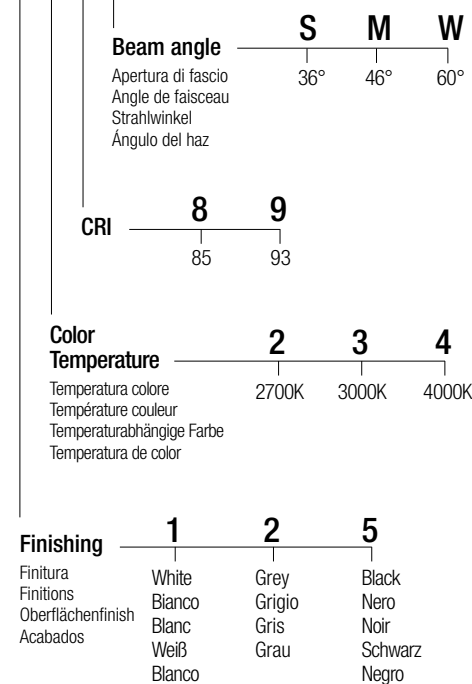 Beam angle
Apertura di fascio
Angle de faisceau
Strahlwinkel
Ángulo del haz
S M W
36° 46° 60°
CRI
8 9
85 93
Color
Temperature
Temperatura colore
Température couleur
Temperaturabhängige Farbe
Temperatura de color
2 3 4
2700K 3000K 4000K
Finishing
Finitura
Finitions
Oberflächenfinish
Acabados
1 2 5
White Grey Black
Bianco Grigio Nero
Blanc Gris Noir
Weiß Grau Schwarz
Blanco Negro